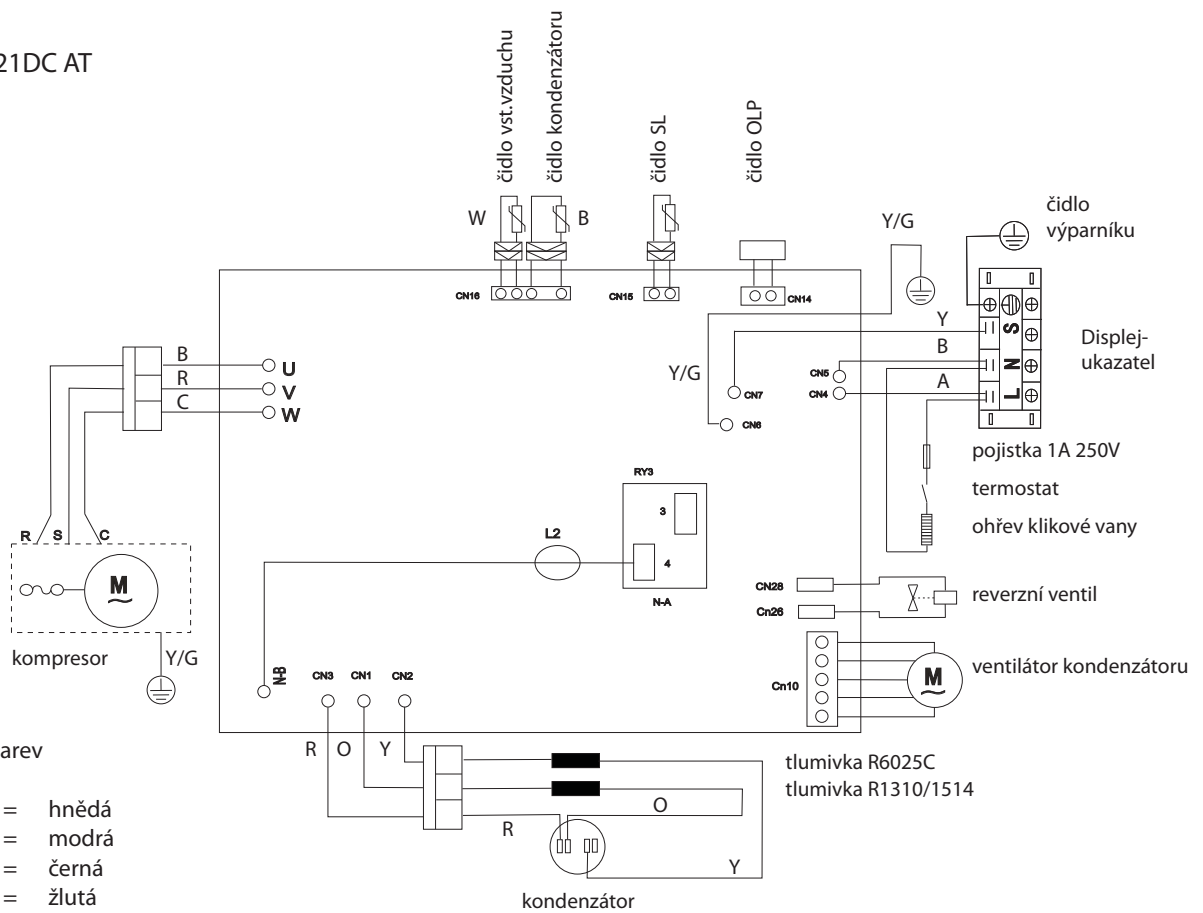 21DC AT
čidlo vst.vzduchu
čidlo kondenzátoru
čidlo SL
čidlo OLP
W
B
Y/G
čidlo
výparníku
CN16
CN15
CN14
Y
S
Displej-
ukazatel
B
N
CN5
A
L
CN4
Y/G
CN7
CN6
B
U
R
V
C
W
pojistka 1A 250V
termostat
ohřev klikové vany
RY3
3
4
N-A
L2
R
S
C
M
kompresor
Y/G
CN28
Cn26
reverzní ventil
Cn10
M
ventilátor kondenzátoru
N-B
CN3
CN1
CN2
R
O
Y
tlumivka R6025C
tlumivka R1310/1514
O
R
Y
kondenzátor
arev
= hnědá
= modrá
= černá
= žlutá